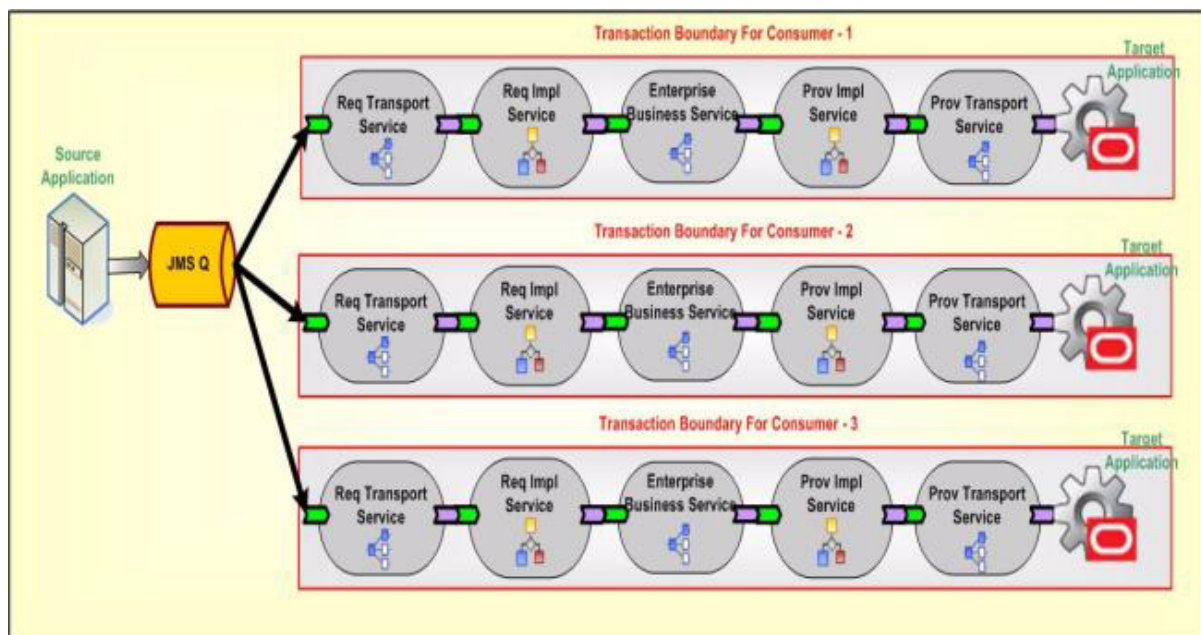 Transaction Boundary For Consumer - 1
Target
Application
Req Transport
Service
Req Impl
Service
Enterprise
Business Service
Prov Impl
Service
Prov Transport
Service
Source
Application
JMS Q
Transaction Boundary For Consumer - 2
Target
Application
Req Transport
Service
Req Impl
Service
Enterprise
Business Service
Prov Impl
Service
Prov Transport
Service
Transaction Boundary For Consumer - 3
Target
Application
Req Transport
Service
Req Impl
Service
Enterprise
Business Service
Prov Impl
Service
Prov Transport
Service